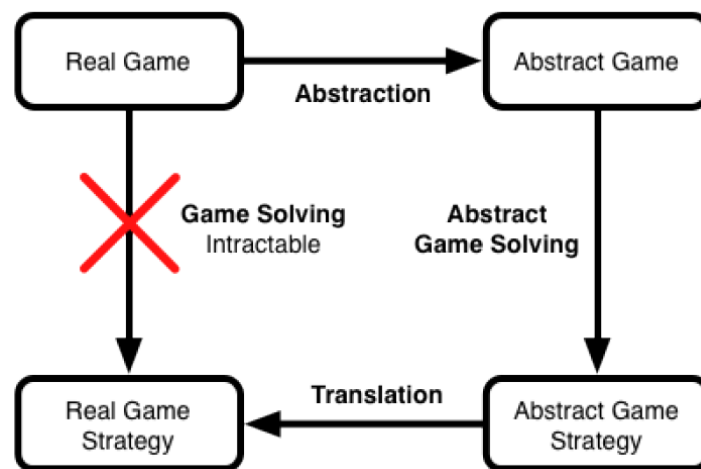 Real Game
Abstract Game
Abstraction
Game Solving
Intractable
Abstract
Game Solving
Translation
Real Game
Strategy
Abstract Game
Strategy